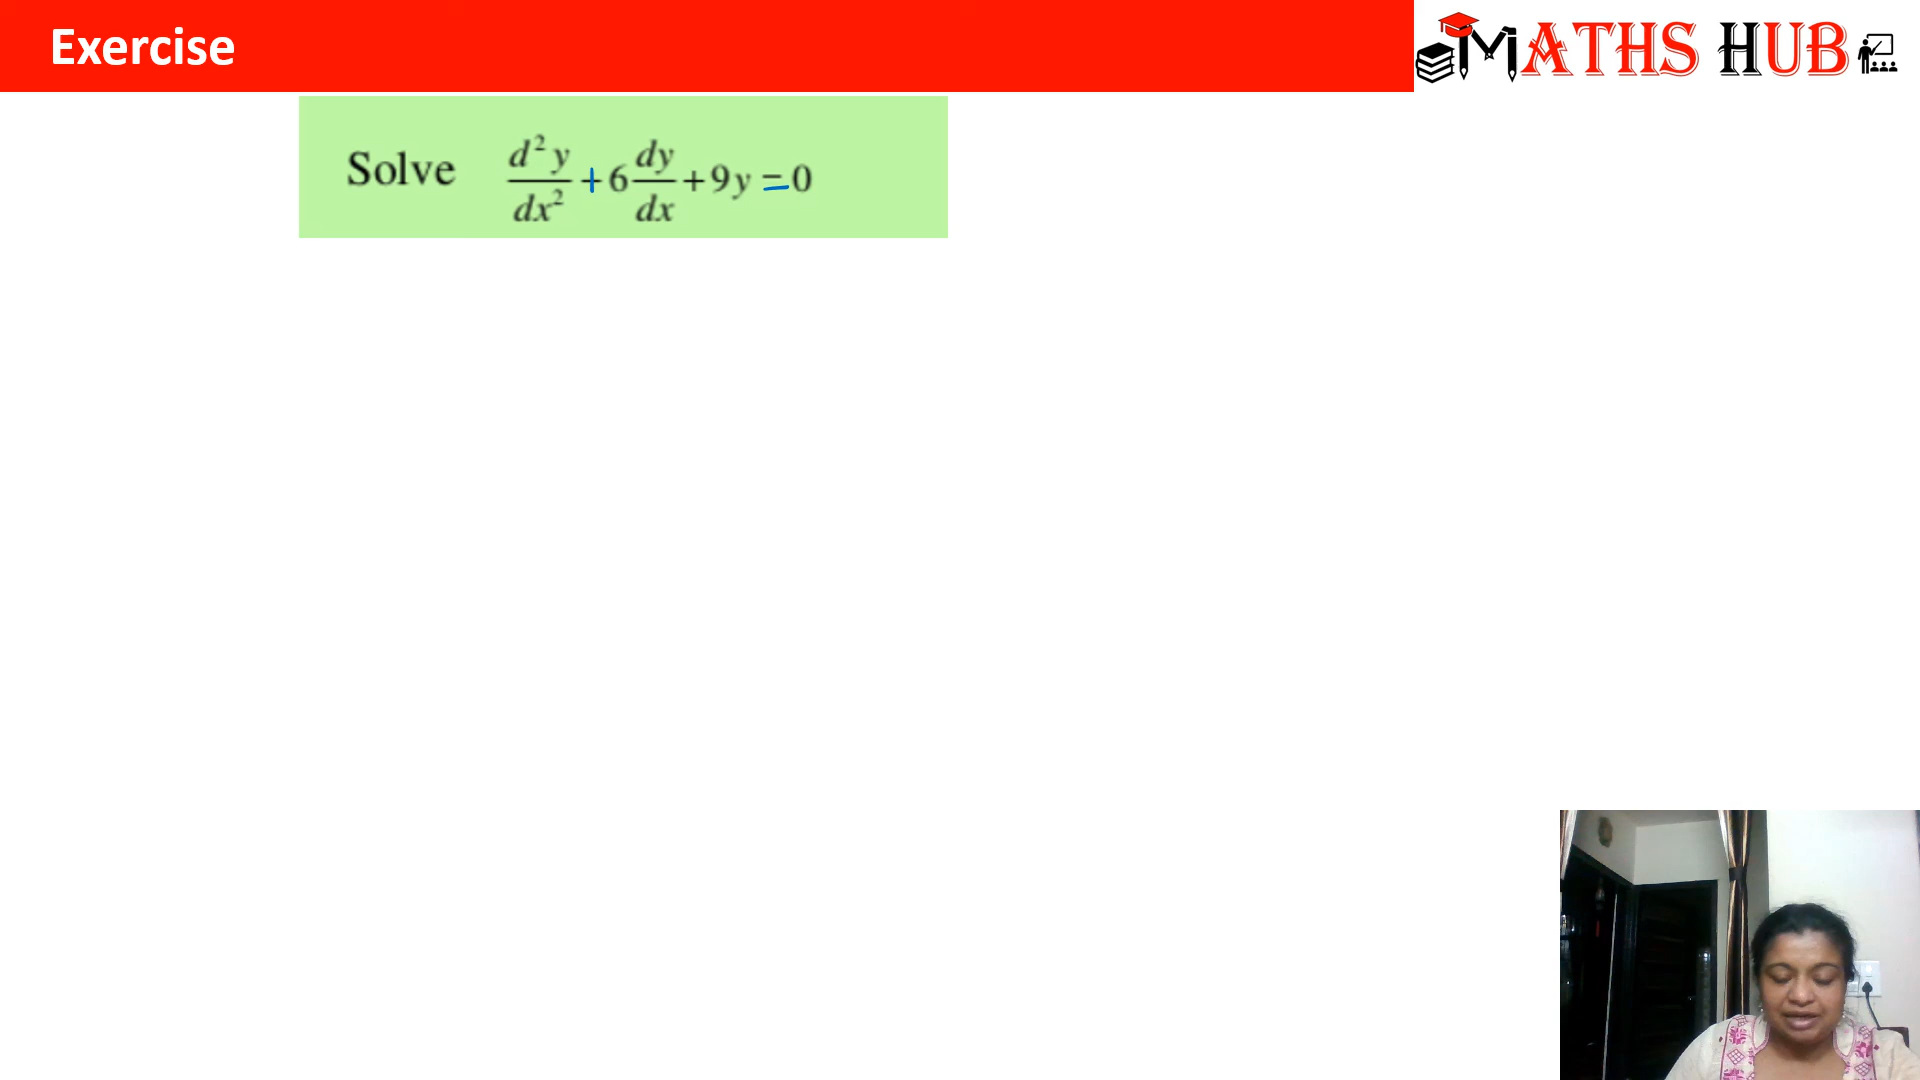 Exercise
MATHS HUB
Solve d²y/dx² + 6 dy/dx + 9y = 0